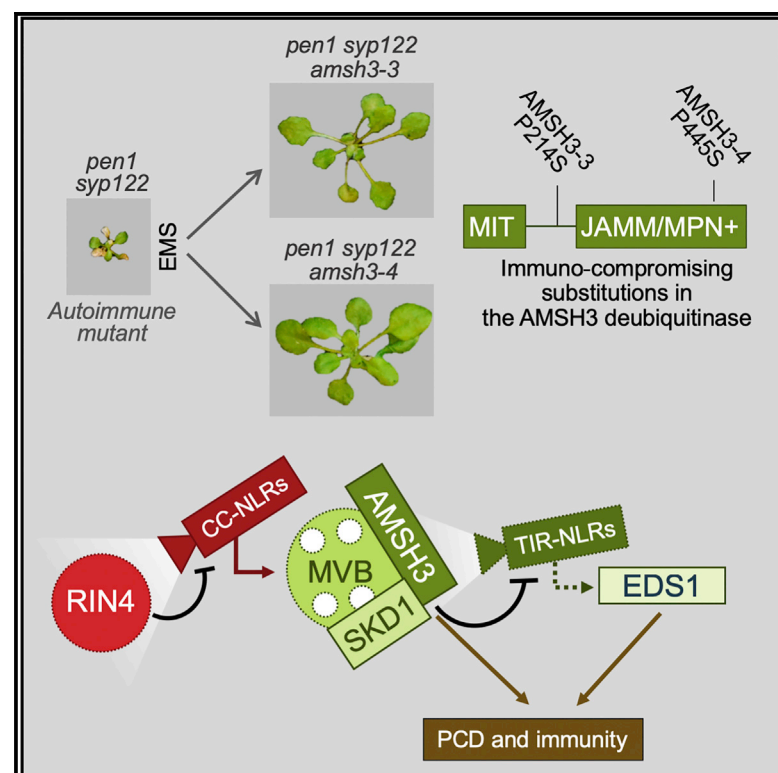 pen1 syp122
amsh3-3
pen1
syp122
EMS
Autoimmune
mutant
pen1 syp122
amsh3-4
AMSH3-3
P214S
AMSH3-4
P445S
MIT
JAMM/MPN+
Immuno-compromising
substitutions in
the AMSH3 deubiquitinase
RIN4
CC-NLRs
MVB
AMSH3
SKD1
TIR-NLRs
EDS1
PCD and immunity